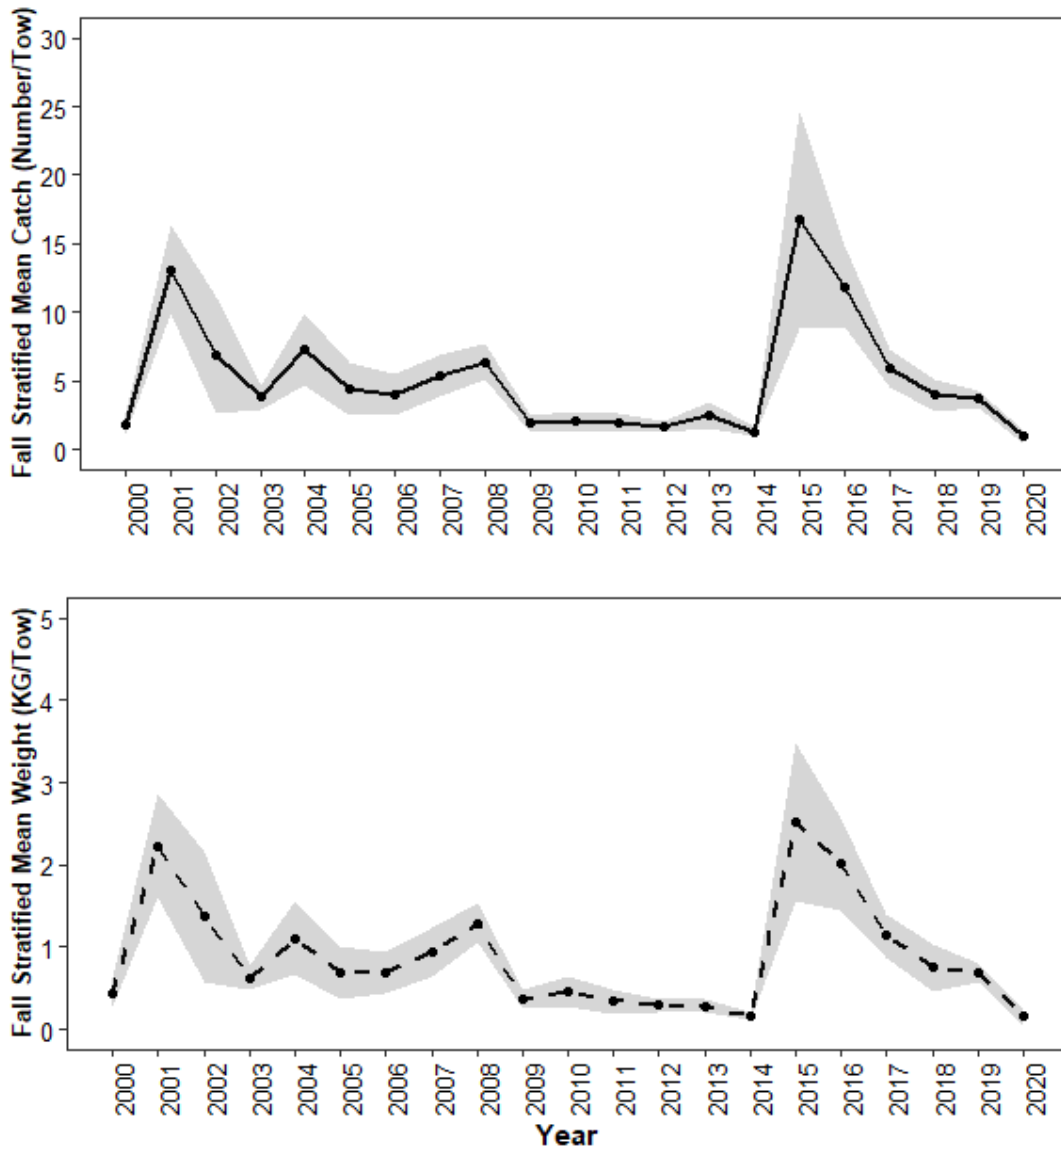 Fall Stratified Mean Catch (Number/Tow)
30
25
20
15
10
5
0
2000 2001 2002 2003 2004 2005 2006 2007 2008 2009 2010 2011 2012 2013 2014 2015 2016 2017 2018 2019 2020
Fall Stratified Mean Weight (KG/Tow)
5
4
3
2
1
0
2000 2001 2002 2003 2004 2005 2006 2007 2008 2009 2010 2011 2012 2013 2014 2015 2016 2017 2018 2019 2020
Year